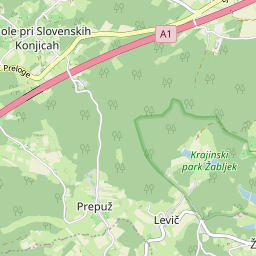 ole pri Slovenskih
Konjicah
A1
Preloge
Krajinski
park Žabljek
Prepuž
Levič
Ž